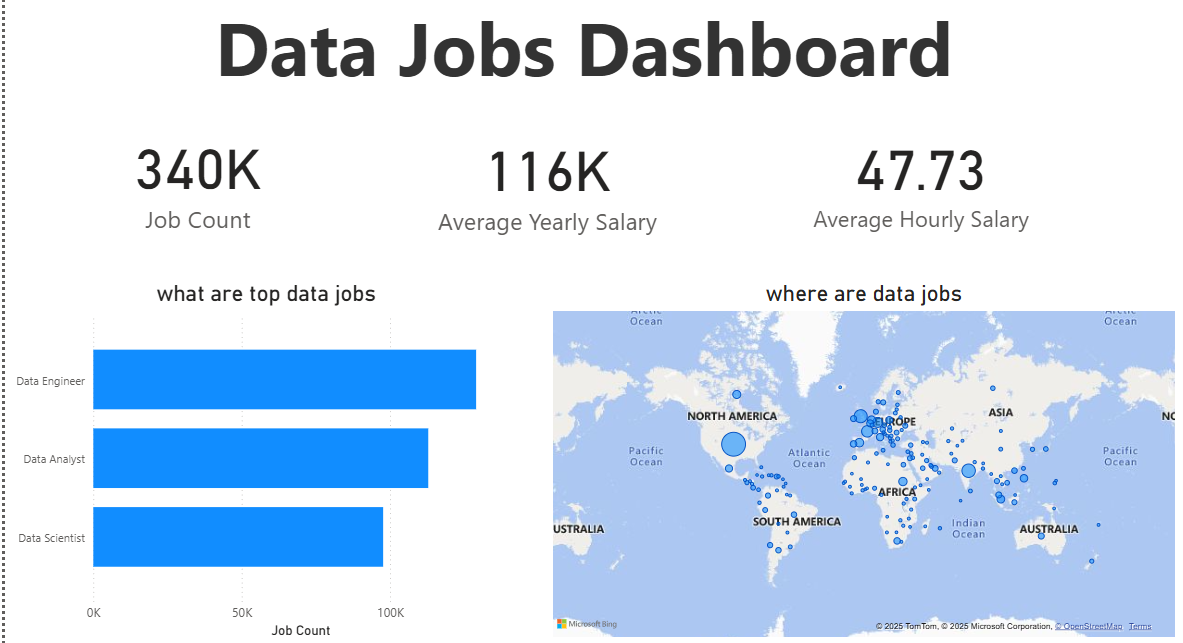 Data Jobs Dashboard
340K
Job Count
116K
Average Yearly Salary
47.73
Average Hourly Salary
what are top data jobs
Data Engineer
Data Analyst
Data Scientist
0K
50K
100K
Job Count
where are data jobs
Arctic
Ocean
Arctic
Ocean
NORTH AMERICA
EUROPE
ASIA
NO
Pacific
Ocean
Atlantic
Ocean
Pacific
Ocean
AFRICA
SOUTH AMERICA
Indian
Ocean
USTRALIA
AUSTRALIA
Microsoft Bing
© 2025 TomTom, © 2025 Microsoft Corporation, © OpenStreetMap Terms